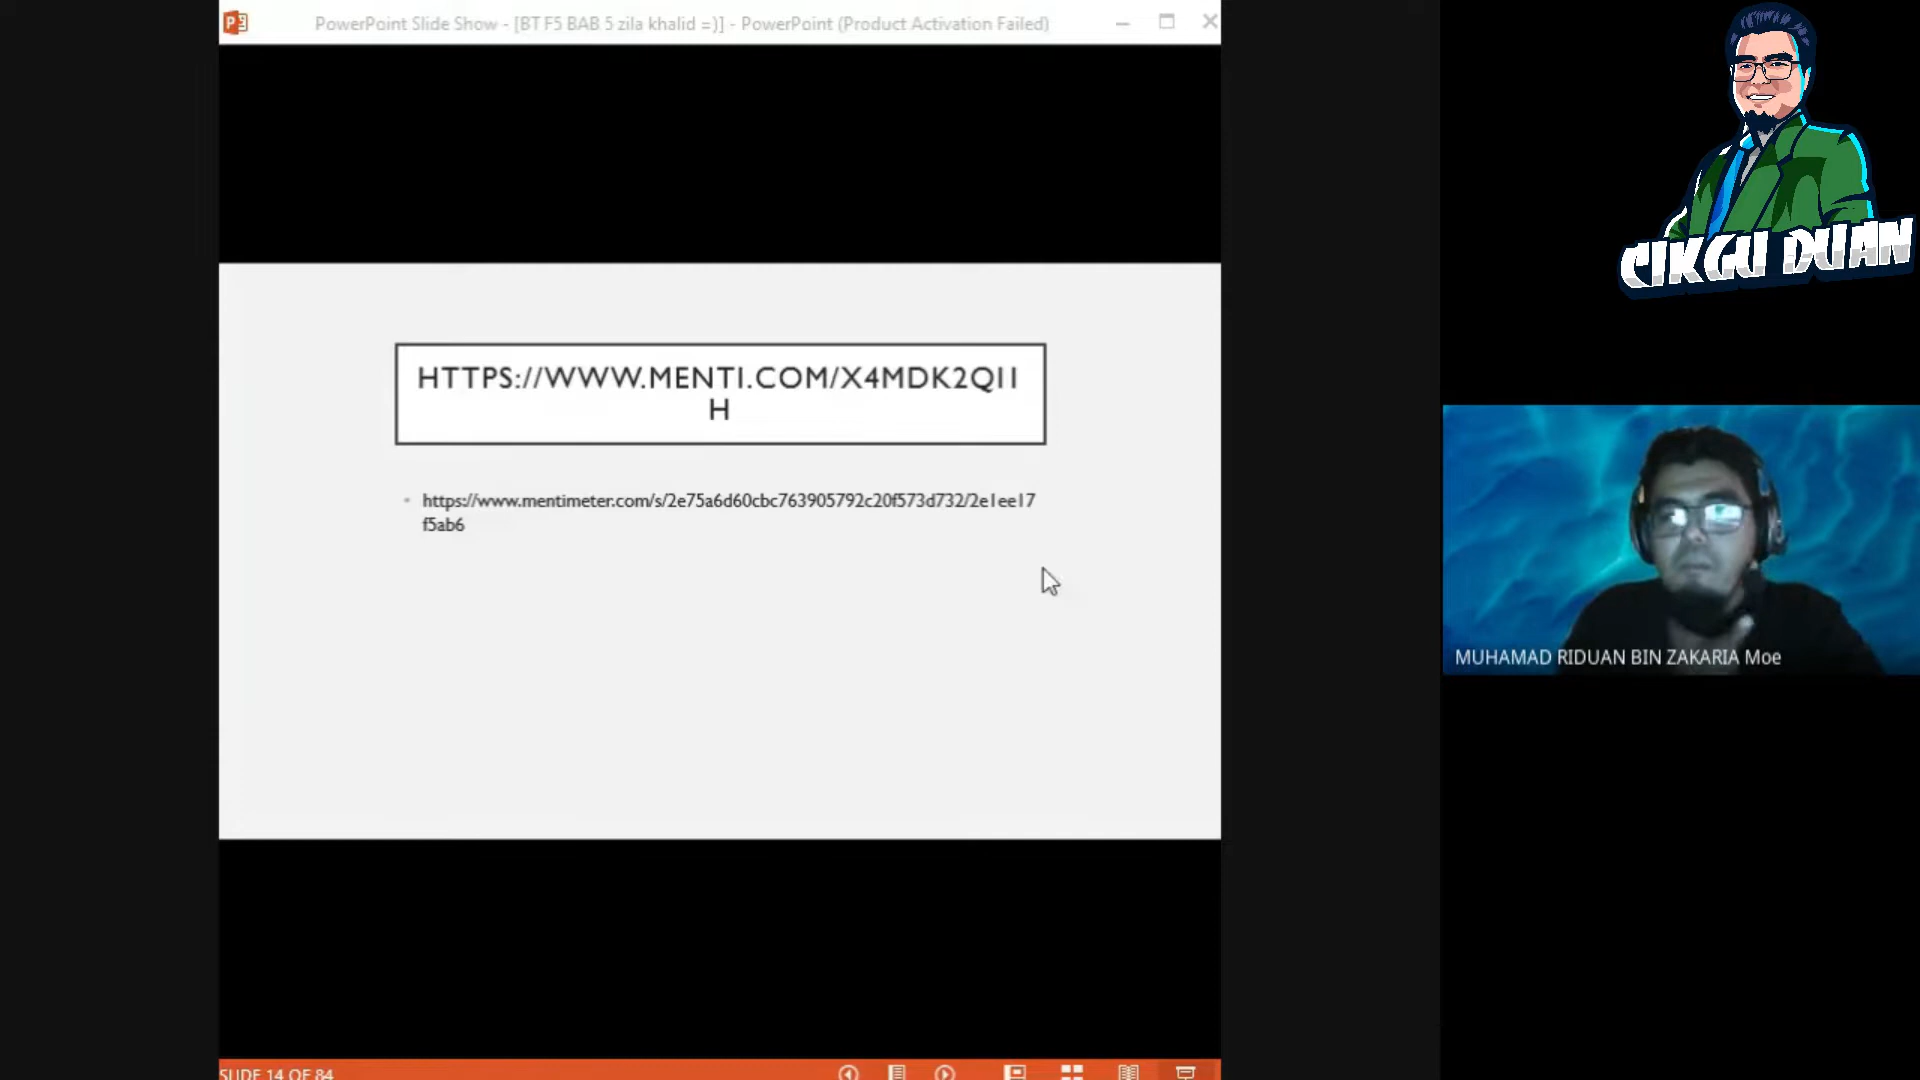 PowerPoint Slide Show - [BT F5 BAB 5 zila khalid =)] - PowerPoint (Product Activation Failed)
CIKGU DUAN
HTTPS://WWW.MENTI.COM/X4MDK2QI1
H
https://www.mentimeter.com/s/2e75a6d60cbc763905792c20f573d732/2e1ee17
f5ab6
MUHAMAD RIDUAN BIN ZAKARIA Moe
SLIDE 14 OF 84